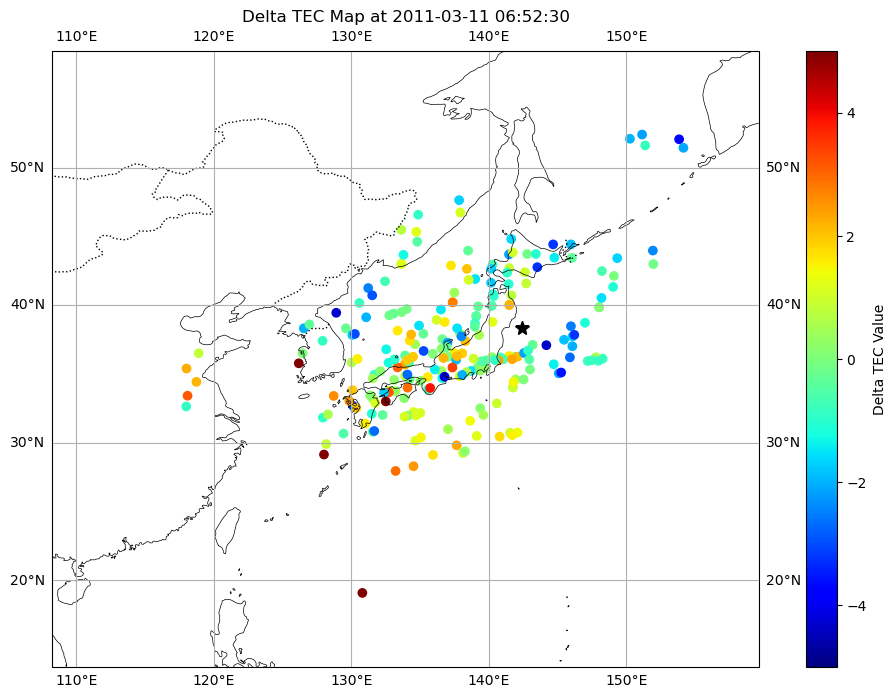 Delta TEC Map at 2011-03-11 06:52:30
110°E 120°E 130°E 140°E 150°E
50°N 50°N
40°N 40°N
30°N 30°N
20°N 20°N
110°E 120°E 130°E 140°E 150°E
4
2
0
−2
−4
Delta TEC Value